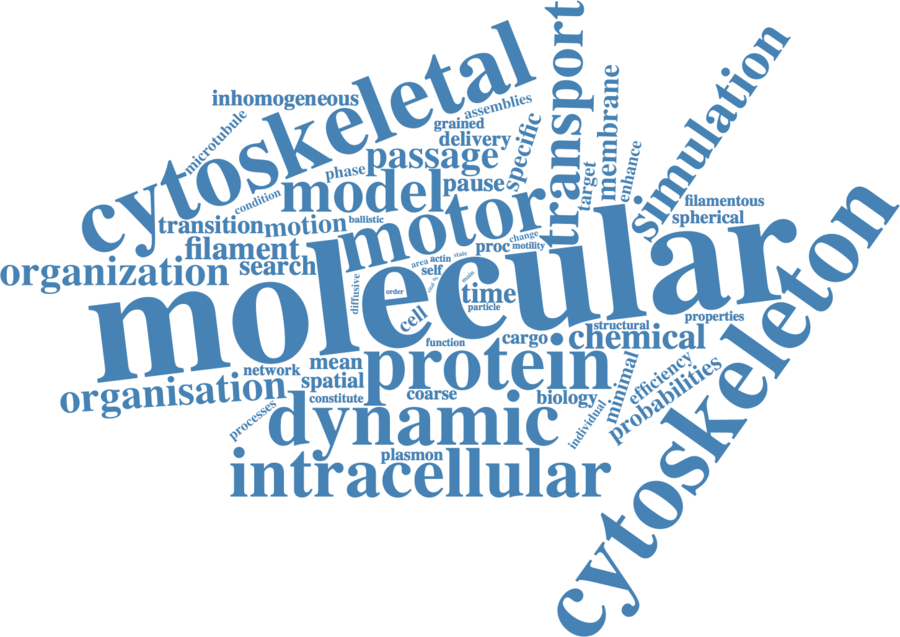 transport
cytoskeletal
simulation
inhomogeneous
assemblies
membrane
microtubule
grained
delivery
specific
passage
phase
target
enhance
model
pause
condition
motor
filamentous
spherical
transition
motion
ballistic
filament
proc
change
motility
search
organization
molecular
area
actin
state
self
diffusive
order
main
time
particle
cell
properties
structural
function
cargo
chemical
cytoskeleton
network
mean
protein
organisation
spatial
constitute
coarse
biology
minimal
efficiency
probabilities
individual
processes
dynamic
plasmon
intracellular